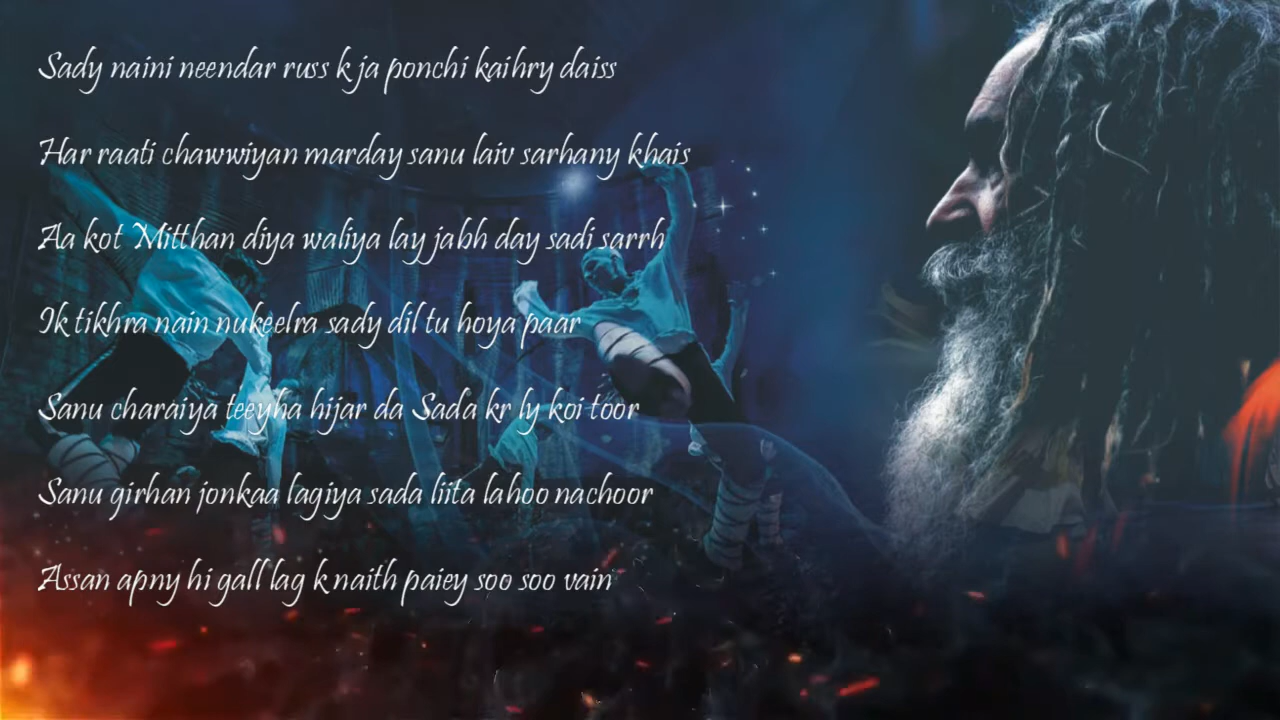 Sady naini neendar russ k ja ponchi kaihry daiss
Har raati chawwiyan marday sanu laiv sarhany khais
Aa kot Mitthan diya waliya lay jabh day sadi sarrh
Ik tikhra nain nukeelra sady dil tu hoya paar
Sanu charaiya teeyha hijar da Sada kr ly koi toor
Sanu girhan jonkaa lagiya sada liita lahoo nachoor
Assan apny hi gall lag k naith paiey soo soo vain